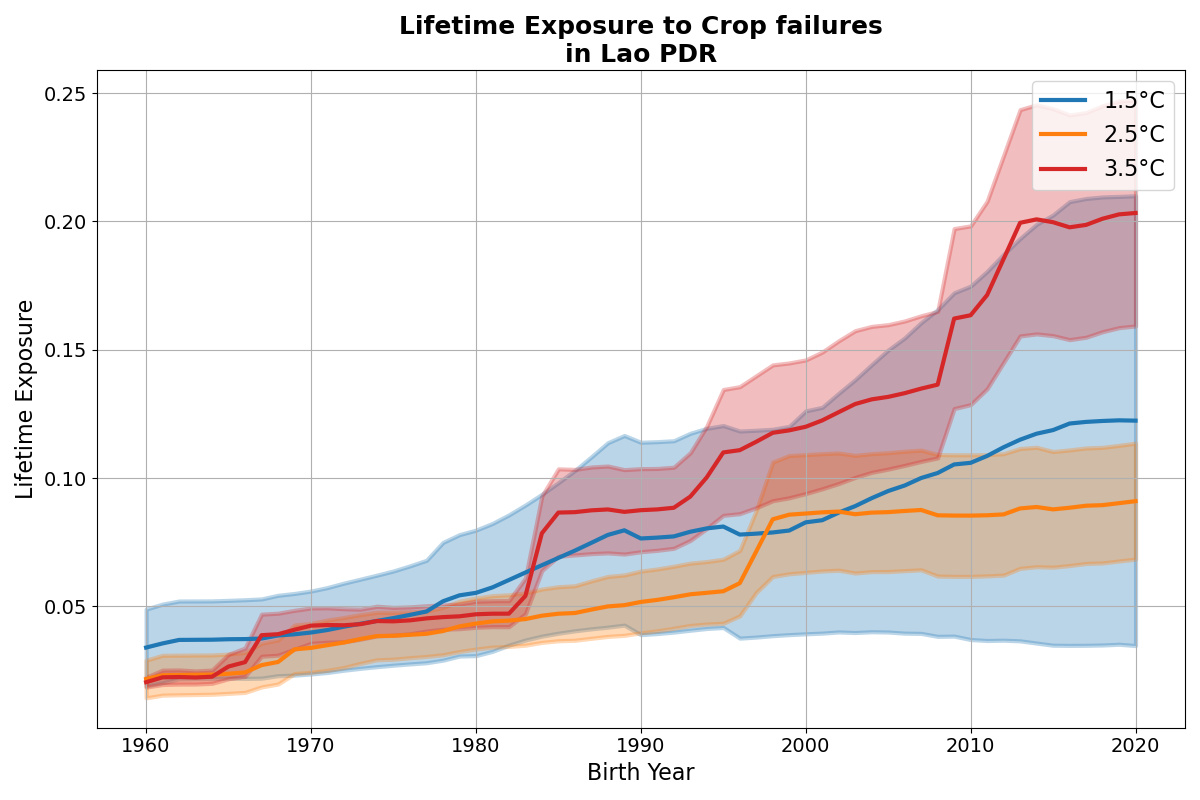 Lifetime Exposure to Crop failures
in Lao PDR
1.5°C
2.5°C
3.5°C
Lifetime Exposure
0.25
0.20
0.15
0.10
0.05
1960
1970
1980
1990
2000
2010
2020
Birth Year